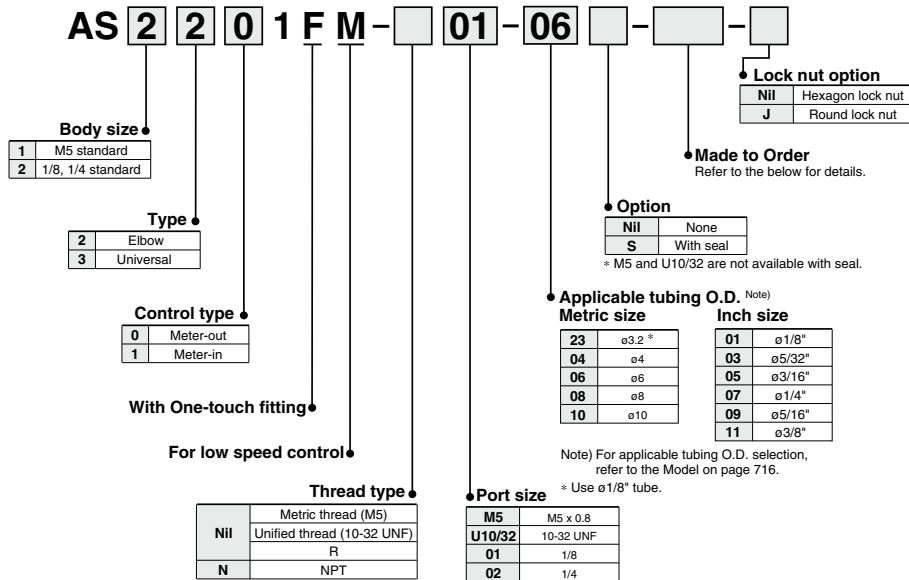 AS 2 2 0 1 F M - 01 - 06 - -
Lock nut option
Nil Hexagon lock nut
J Round lock nut
Body size
1 M5 standard
2 1/8, 1/4 standard
Made to Order
Refer to the below for details.
Option
Nil None
S With seal
* M5 and U10/32 are not available with seal.
Type
2 Elbow
3 Universal
Applicable tubing O.D. Note)
Metric size
23 ø3.2 *
04 ø4
06 ø6
08 ø8
10 ø10
Inch size
01 ø1/8"
03 ø5/32"
05 ø3/16"
07 ø1/4"
09 ø5/16"
11 ø3/8"
Note) For applicable tubing O.D. selection,
refer to the Model on page 716.
* Use ø1/8" tube.
Control type
0 Meter-out
1 Meter-in
With One-touch fitting
For low speed control
Thread type
Nil Metric thread (M5)
Unified thread (10-32 UNF)
R
N NPT
Port size
M5 M5 x 0.8
U10/32 10-32 UNF
01 1/8
02 1/4